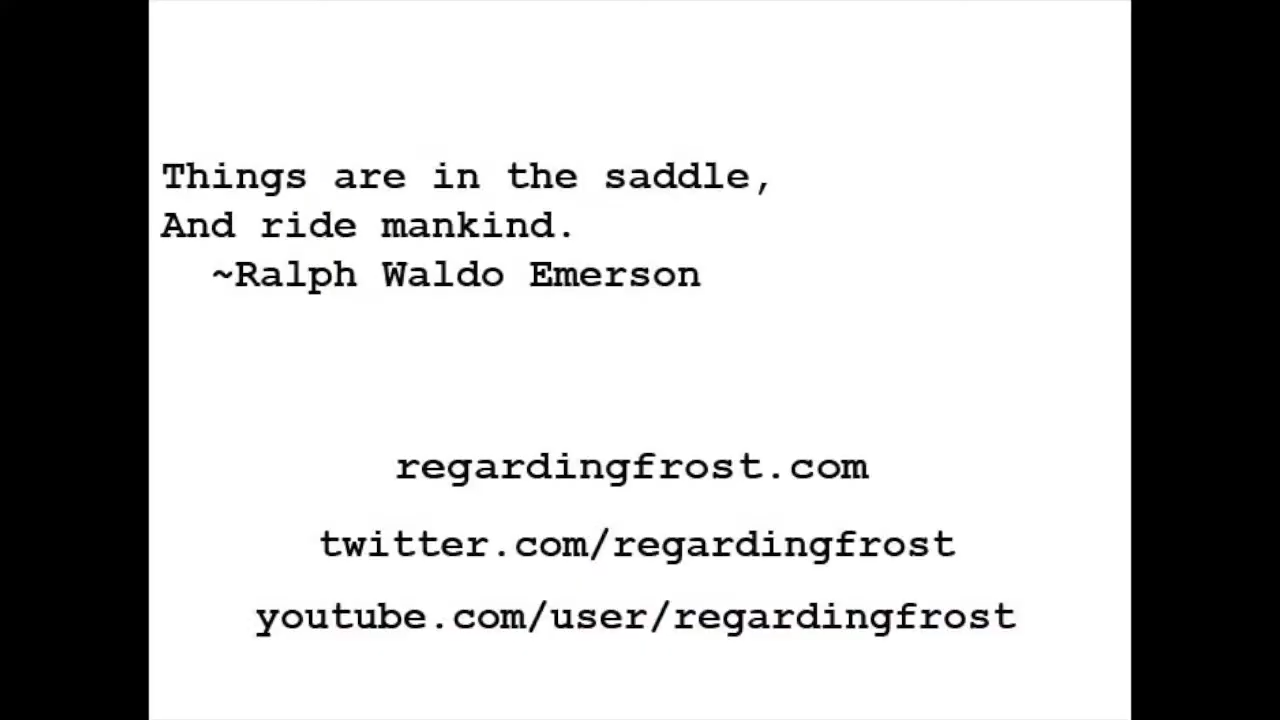 Things are in the saddle,
And ride mankind.
~Ralph Waldo Emerson
regardingfrost.com
twitter.com/regardingfrost
youtube.com/user/regardingfrost